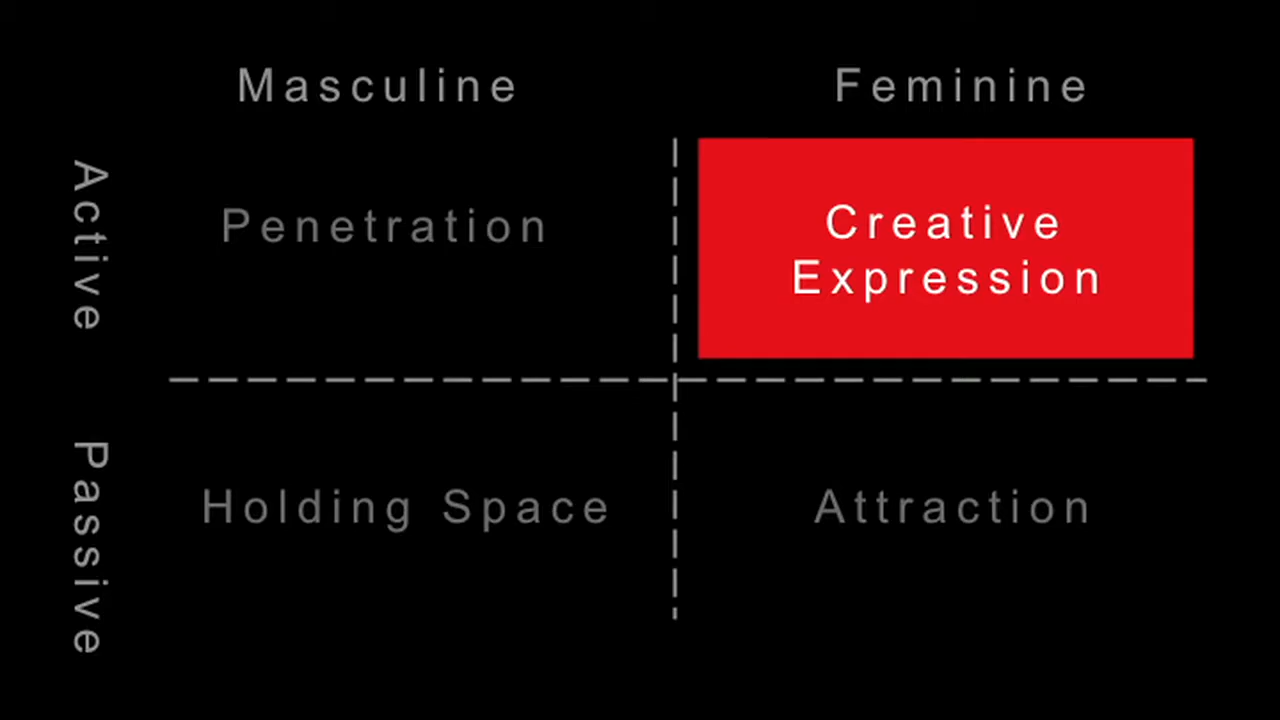 Masculine
Feminine
Active
Penetration
Creative
Expression
Passive
Holding Space
Attraction